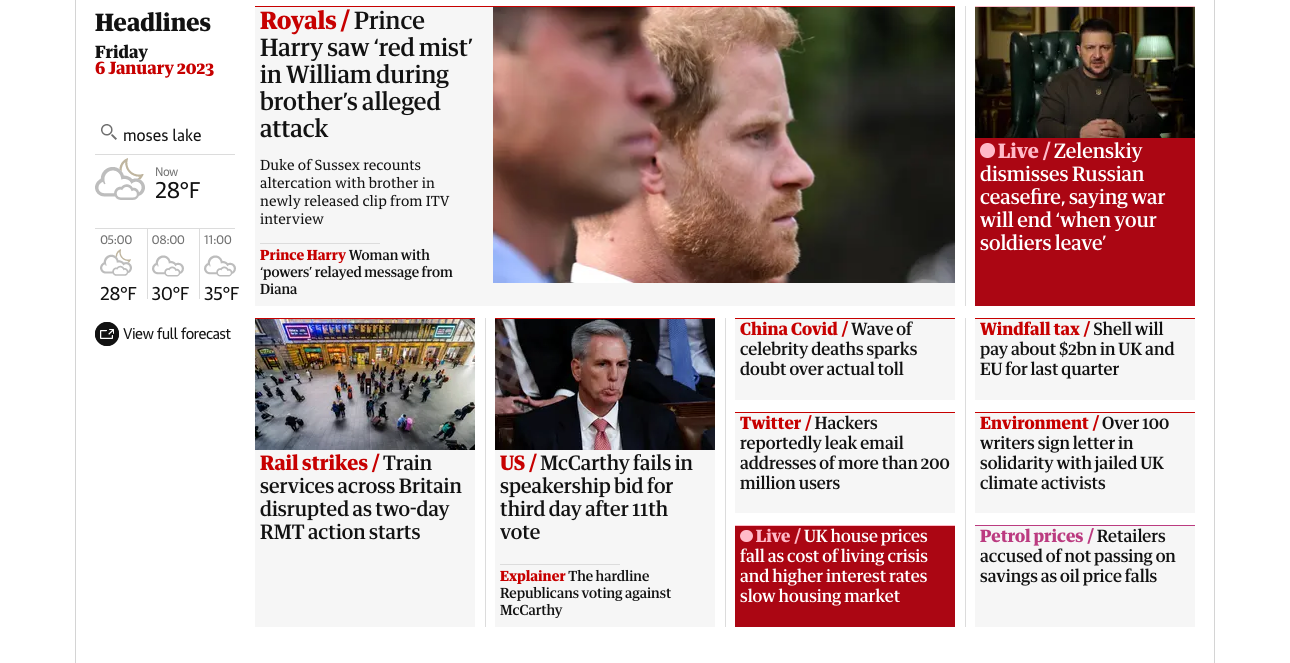 Headlines
Friday
6 January 2023
moses lake
Now
28°F
05:00 08:00 11:00
28°F 30°F 35°F
View full forecast
Royals / Prince
Harry saw ‘red mist’
in William during
brother’s alleged
attack
Duke of Sussex recounts
altercation with brother in
newly released clip from ITV
interview
Prince Harry Woman with
‘powers’ relayed message from
Diana
Live / Zelenskiy
dismisses Russian
ceasefire, saying war
will end ‘when your
soldiers leave’
Rail strikes / Train
services across Britain
disrupted as two-day
RMT action starts
US / McCarthy fails in
speakership bid for
third day after 11th
vote
Explainer The hardline
Republicans voting against
McCarthy
China Covid / Wave of
celebrity deaths sparks
doubt over actual toll
Twitter / Hackers
reportedly leak email
addresses of more than 200
million users
Live / UK house prices
fall as cost of living crisis
and higher interest rates
slow housing market
Windfall tax / Shell will
pay about $2bn in UK and
EU for last quarter
Environment / Over 100
writers sign letter in
solidarity with jailed UK
climate activists
Petrol prices / Retailers
accused of not passing on
savings as oil price falls